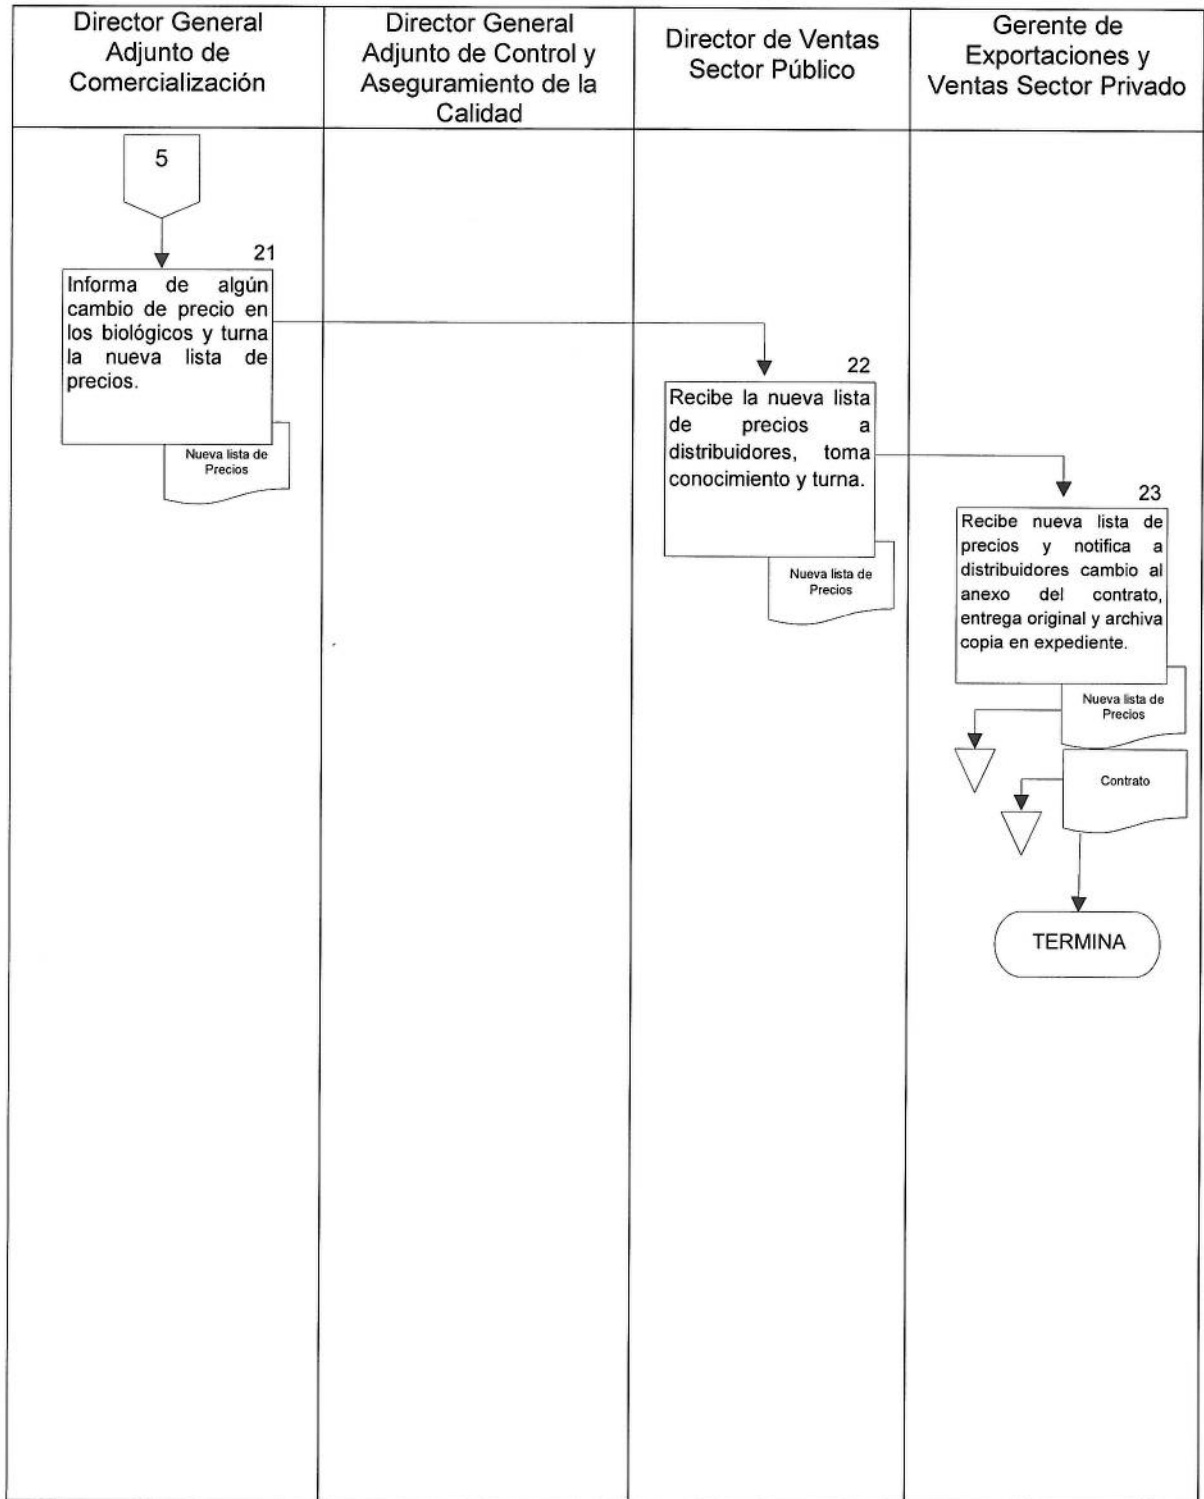 Director General
Adjunto de
Comercialización
Director General
Adjunto de Control y
Aseguramiento de la
Calidad
Director de Ventas
Sector Público
Gerente de
Exportaciones y
Ventas Sector Privado
5
21
Informa de algún
cambio de precio en
los biológicos y turna
la nueva lista de
precios.
Nueva lista de
Precios
22
Recibe la nueva lista
de precios a
distribuidores, toma
conocimiento y turna.
Nueva lista de
Precios
23
Recibe nueva lista de
precios y notifica a
distribuidores cambio al
anexo del contrato,
entrega original y archiva
copia en expediente.
Nueva lista de
Precios
Contrato
TERMINA